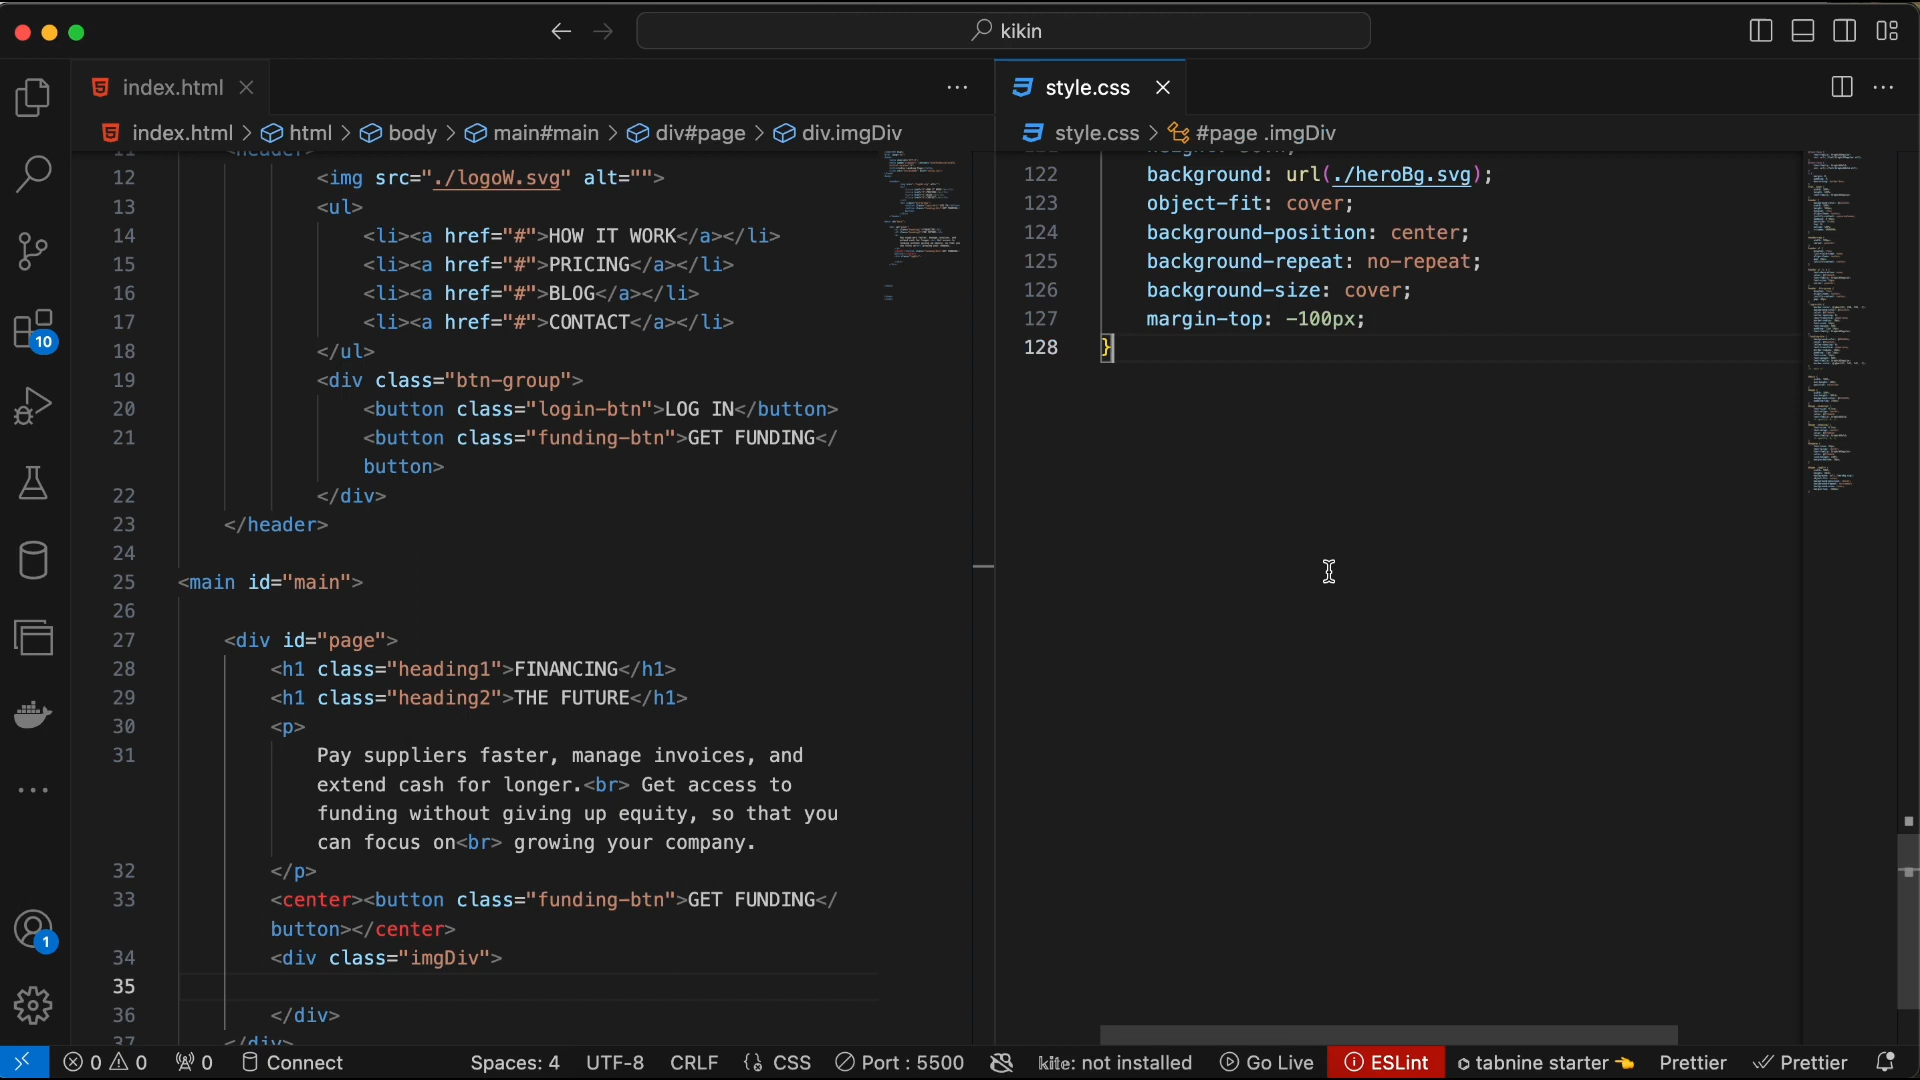 kikin
index.html
style.css
index.html > html > body > main#main > div#page > div.imgDiv
style.css > #page .imgDiv
12 <img src="./logoW.svg" alt="">
13 <ul>
14 <li><a href="#">HOW IT WORK</a></li>
15 <li><a href="#">PRICING</a></li>
16 <li><a href="#">BLOG</a></li>
17 <li><a href="#">CONTACT</a></li>
18 </ul>
19 <div class="btn-group">
20 <button class="login-btn">LOG IN</button>
21 <button class="funding-btn">GET FUNDING</
button>
22 </div>
23 </header>
24
25 <main id="main">
26
27 <div id="page">
28 <h1 class="heading1">FINANCING</h1>
29 <h1 class="heading2">THE FUTURE</h1>
30 <p>
31 Pay suppliers faster, manage invoices, and
extend cash for longer.<br> Get access to
funding without giving up equity, so that you
can focus on<br> growing your company.
32 </p>
33 <center><button class="funding-btn">GET FUNDING</
button></center>
34 <div class="imgDiv">
35
36 </div>
37 </div>
122 background: url(./heroBg.svg);
123 object-fit: cover;
124 background-position: center;
125 background-repeat: no-repeat;
126 background-size: cover;
127 margin-top: -100px;
128 }
10
1
0 0 0 Connect Spaces: 4 UTF-8 CRLF {} CSS Port : 5500 kite: not installed Go Live ESLint tabnine starter Prettier Prettier